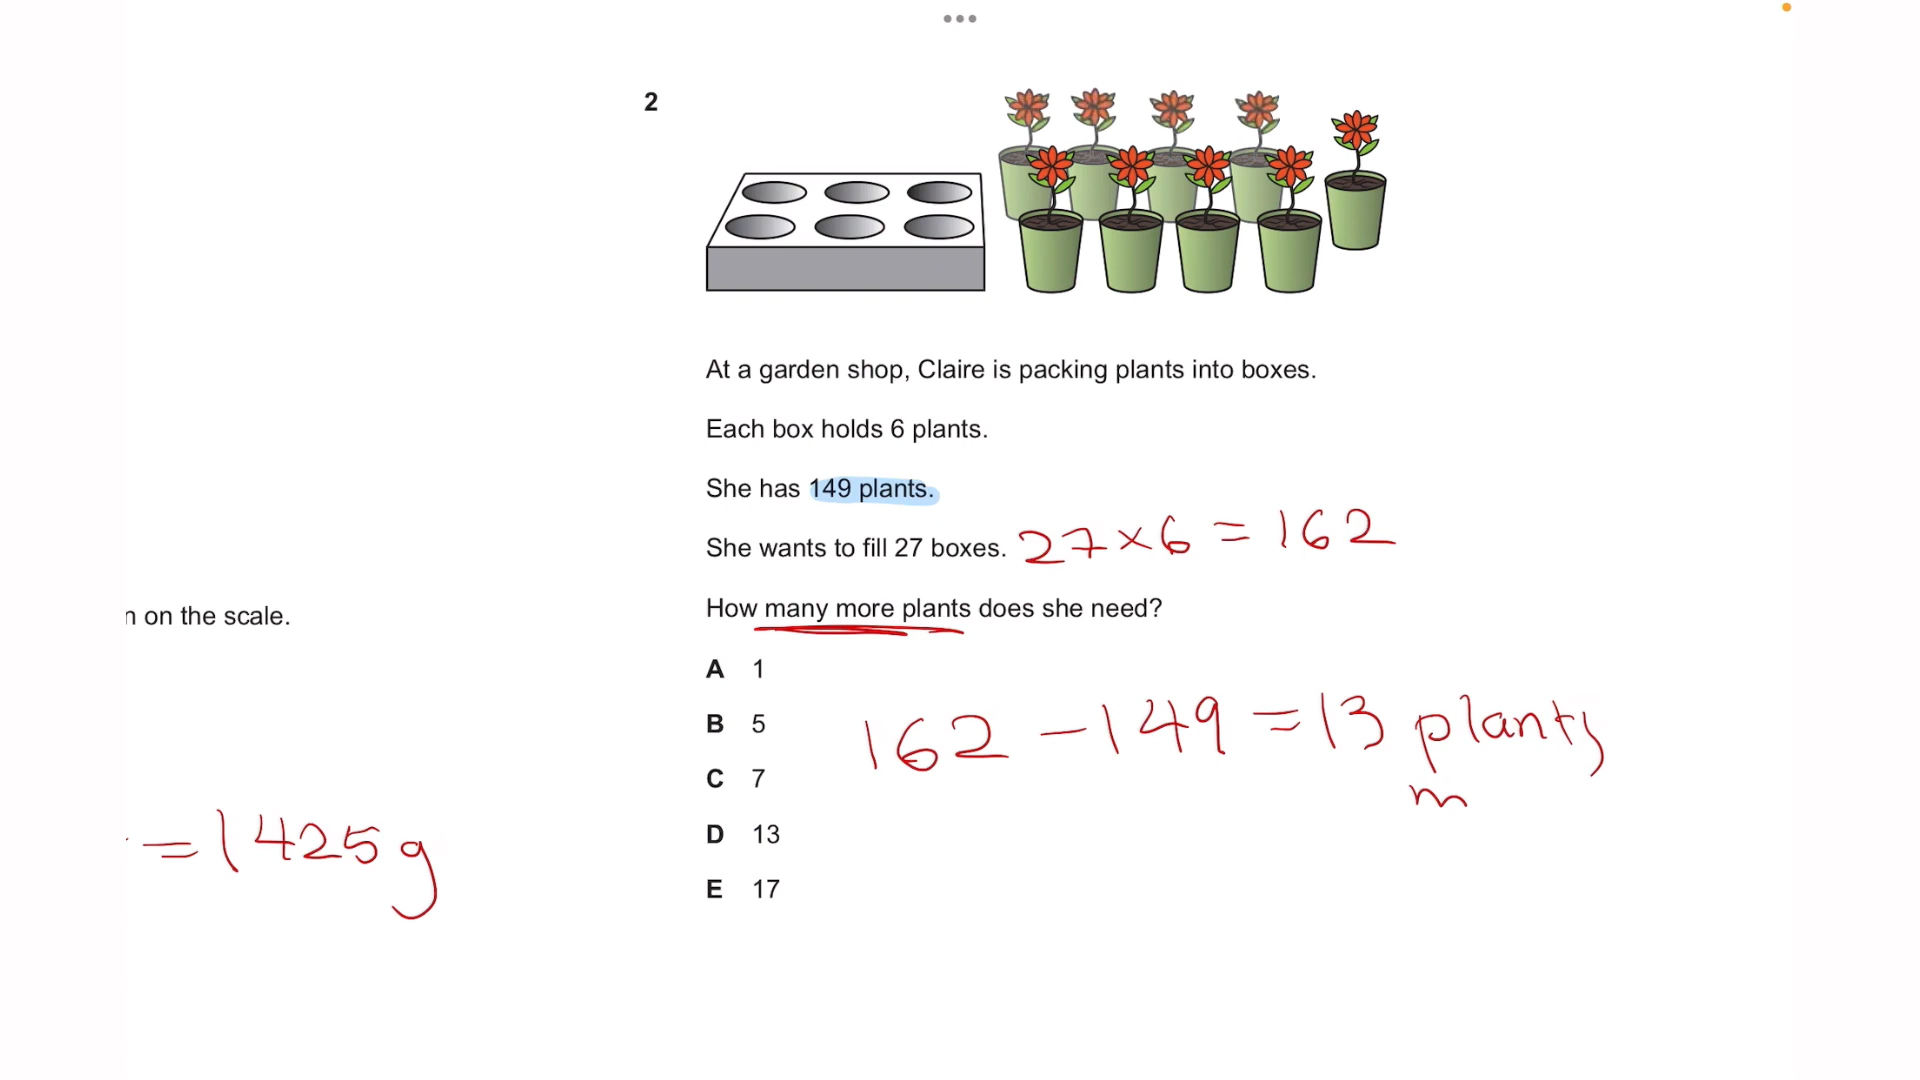 2
At a garden shop, Claire is packing plants into boxes.
Each box holds 6 plants.
She has 149 plants.
She wants to fill 27 boxes. 27 × 6 = 162
How many more plants does she need?
A 1
B 5
C 7
D 13
E 17
162 - 149 = 13 plants
n on the scale.
= 1425g